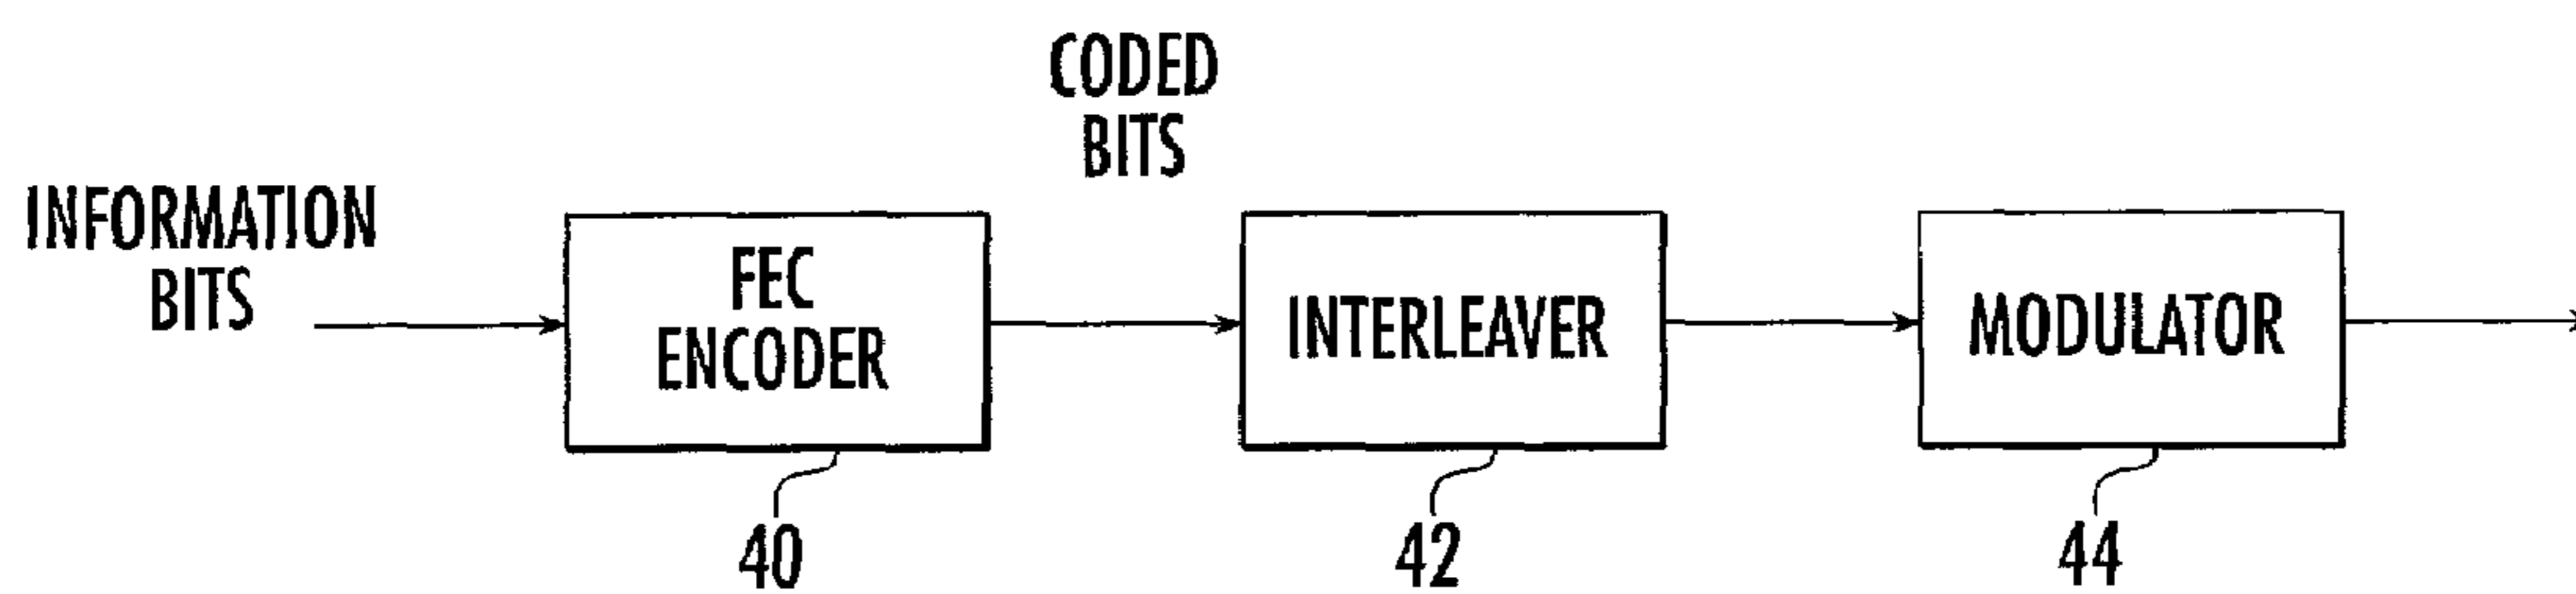 CODED
BITS
INFORMATION
BITS
FEC
ENCODER
INTERLEAVER
MODULATOR
40
42
44